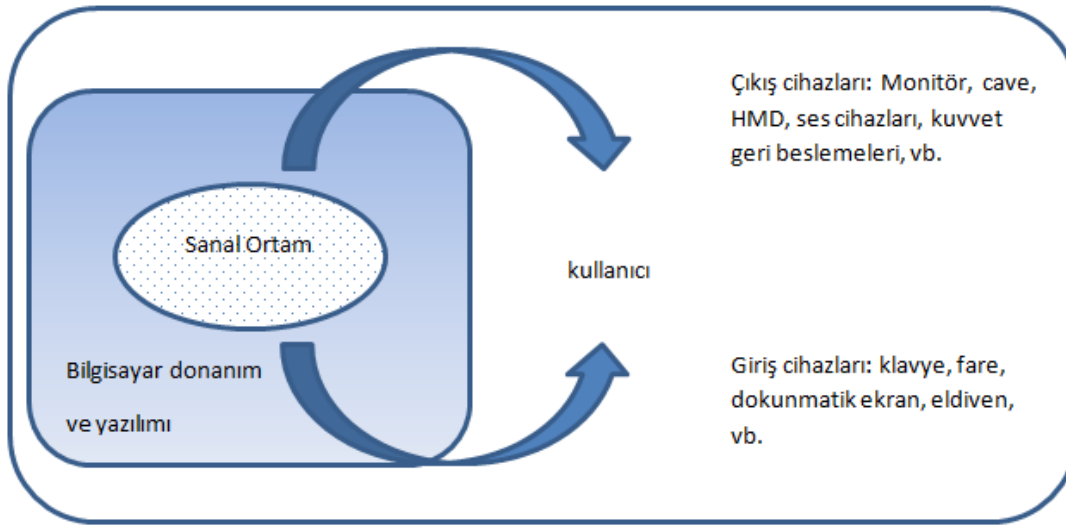 Sanal Ortam
Bilgisayar donanım
ve yazılımı
kullanıcı
Çıkış cihazları: Monitör, cave,
HMD, ses cihazları, kuvvet
geri beslemeleri, vb.
Giriş cihazları: klavye, fare,
dokunmatik ekran, eldiven,
vb.